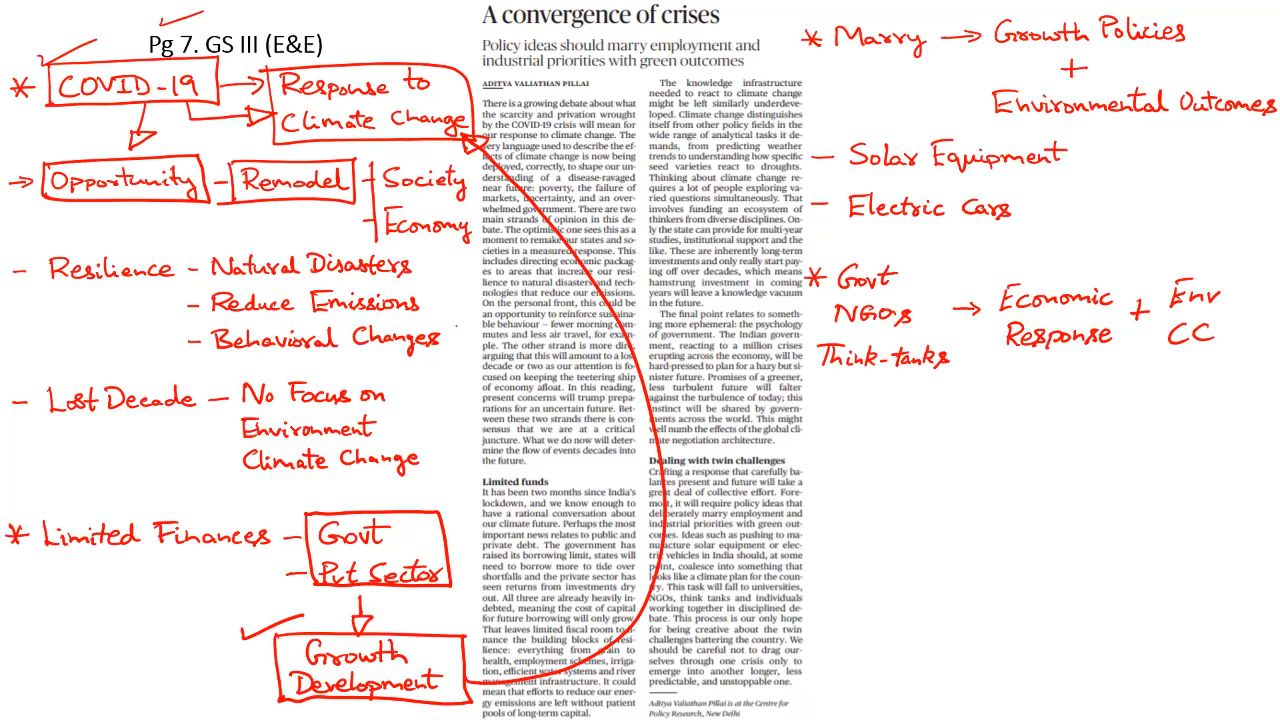 Pg 7. GS III (E&E)
* COVID-19 → Response to
Climate Change
→ Opportunity - Remodel - Society
- Economy
- Resilience - Natural Disasters
- Reduce Emissions
- Behavioral Changes
- Lost Decade - No Focus on
Environment
Climate Change
* Limited Finances - Govt
- Pvt Sector
Growth
Development
A convergence of crises
Policy ideas should marry employment and
industrial priorities with green outcomes
ADITYA VALIATHAN PILLAI
There is a growing debate about what
the scarcity and privation wrought
by the COVID-19 crisis will mean for
our response to climate change. The
very language used to describe the ef-
fects of climate change is now being
deployed, correctly, to shape our un-
derstanding of a disease-ravaged
near future: poverty, the failure of
markets, uncertainty, and an over-
whelmed government. There are two
main strands of opinion in this de-
bate. The optimistic one sees this as a
moment to remake our states and so-
cieties in a measured response. This
includes directing economic packag-
es to areas that increase our resi-
lience to natural disasters and tech-
nologies that reduce our emissions.
On the personal front, this could be
an opportunity to reinforce sustaina-
ble behaviour — fewer morning com-
mutes and less air travel, for exam-
ple. The other strand is more dire,
arguing that this will amount to a lost
decade or two as our attention is fo-
cused on keeping the teetering ship
of economy afloat. In this reading,
present concerns will trump prepa-
rations for an uncertain future. Bet-
ween these two strands there is con-
sensus that we are at a critical
juncture. What we do now will deter-
mine the flow of events decades into
the future.
Limited funds
It has been two months since India's
lockdown, and we know enough to
have a rational conversation about
our climate future. Perhaps the most
important news relates to public and
private debt. The government has
raised its borrowing limit, states will
need to borrow more to tide over
shortfalls and the private sector has
seen returns from investments dry
out. All three are already heavily in-
debted, meaning the cost of capital
for future borrowing will only grow.
That leaves limited fiscal room to fi-
nance the building blocks of resi-
lience: everything from grain to
health, employment schemes, irriga-
tion, efficient water systems and river
management infrastructure. It could
mean that efforts to reduce our ener-
gy emissions are left without patient
pools of long-term capital.
The knowledge infrastructure
needed to react to climate change
might be left similarly underdeve-
loped. Climate change distinguishes
itself from other policy fields in the
wide range of analytical tasks it de-
mands, from predicting weather
trends to understanding how specific
seed varieties react to droughts.
Thinking about climate change re-
quires a lot of people exploring va-
ried questions simultaneously. That
involves funding an ecosystem of
thinkers from diverse disciplines. On-
ly the state can provide for multi-year
studies, institutional support and the
like. These are inherently long-term
investments and only really start pay-
ing off over decades, which means
hamstrung investment in coming
years will leave a knowledge vacuum
in the future.
The final point relates to someth-
ing more ephemeral: the psychology
of government. The Indian govern-
ment, reacting to a million crises
erupting across the economy, will be
hard-pressed to plan for a hazy but si-
nister future. Promises of a greener,
less turbulent future will falter
against the turbulence of today; this
instinct will be shared by govern-
ments across the world. This might
well numb the effects of the global cli-
mate negotiation architecture.
Dealing with twin challenges
Crafting a response that carefully ba-
lances present and future will take a
great deal of collective effort. Fore-
most, it will require policy ideas that
deliberately marry employment and
industrial priorities with green out-
comes. Ideas such as pushing to ma-
nufacture solar equipment or elec-
tric vehicles in India should, at some
point, coalesce into something that
looks like a climate plan for the coun-
try. This task will fall to universities,
NGOs, think tanks and individuals
working together in disciplined de-
bate. This process is our only hope
for being creative about the twin
challenges battering the country. We
should be careful not to drag our-
selves through one crisis only to
emerge into another longer, less
predictable, and unstoppable one.
Aditya Valiathan Pillai is at the Centre for
Policy Research, New Delhi
* Marry → Growth Policies
+
Environmental Outcomes
- Solar Equipment
- Electric Cars
* Govt
NGOs → Economic + Env
Think-tanks Response CC